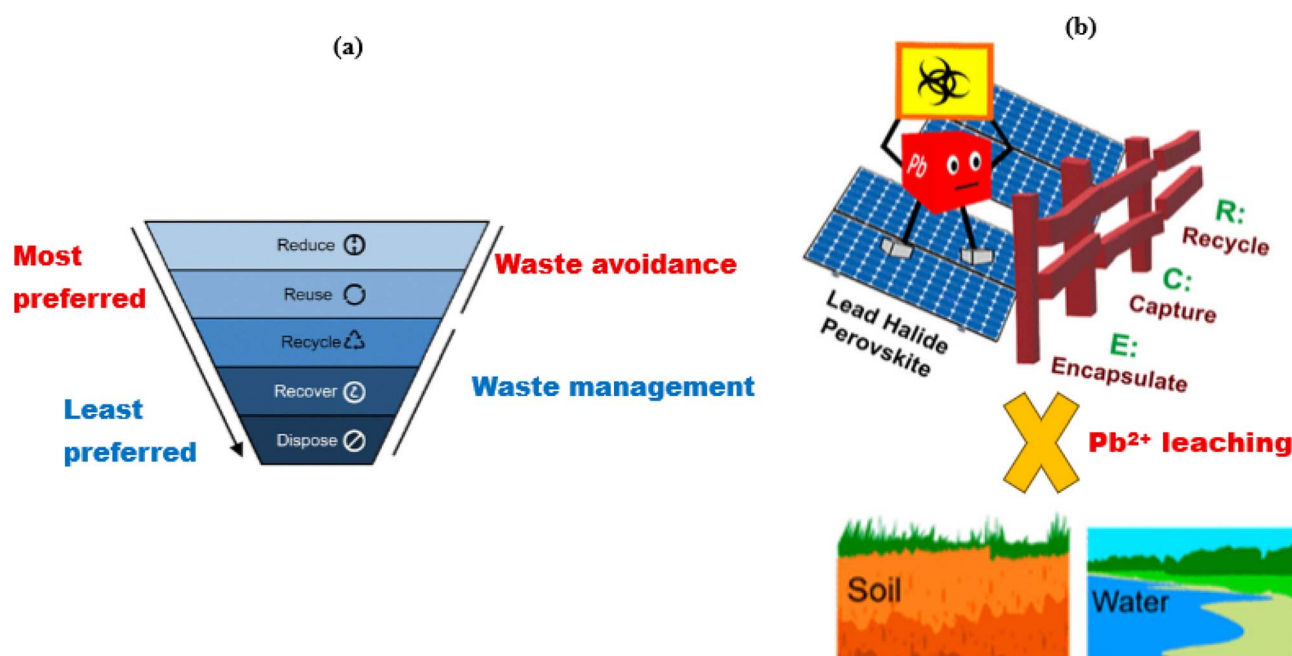 (a)
Most
preferred
Least
preferred
Reduce
Reuse
Recycle
Recover
Dispose
Waste avoidance
Waste management
(b)
Pb
Lead Halide
Perovskite
R:
Recycle
C:
Capture
E:
Encapsulate
Pb²⁺ leaching
Soil
Water